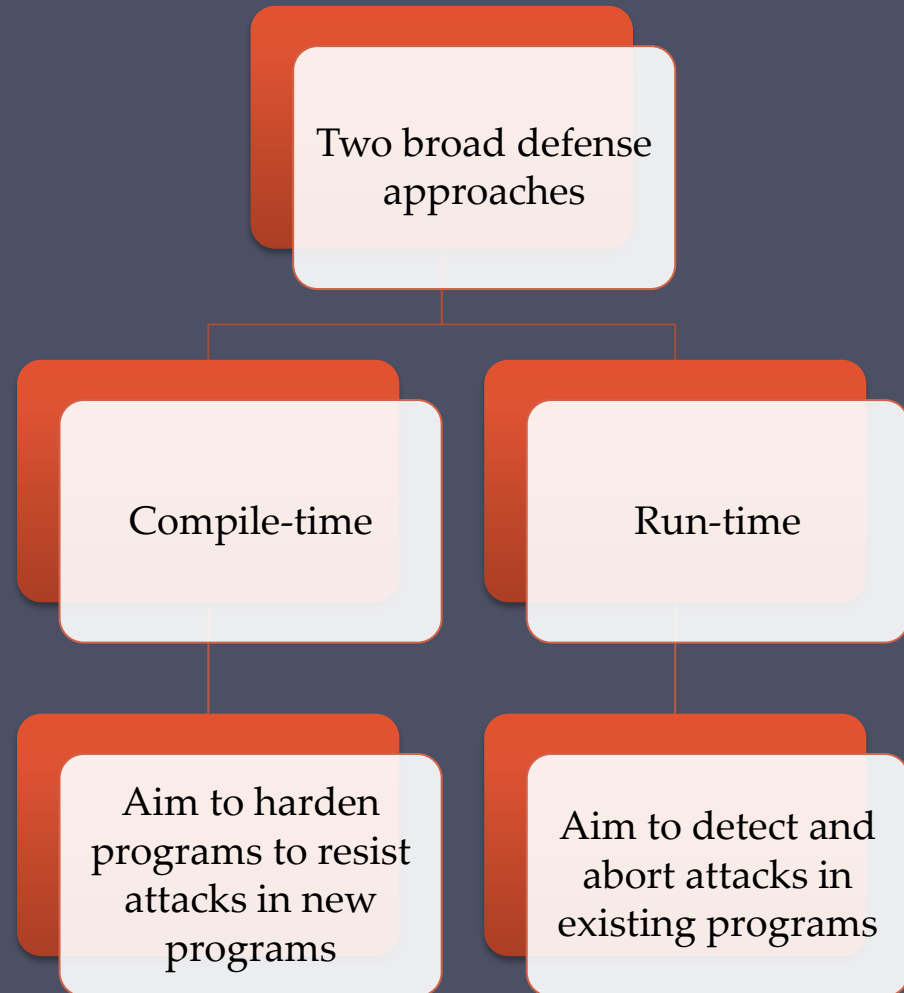 Two broad defense
approaches
Compile-time
Run-time
Aim to harden
programs to resist
attacks in new
programs
Aim to detect and
abort attacks in
existing programs